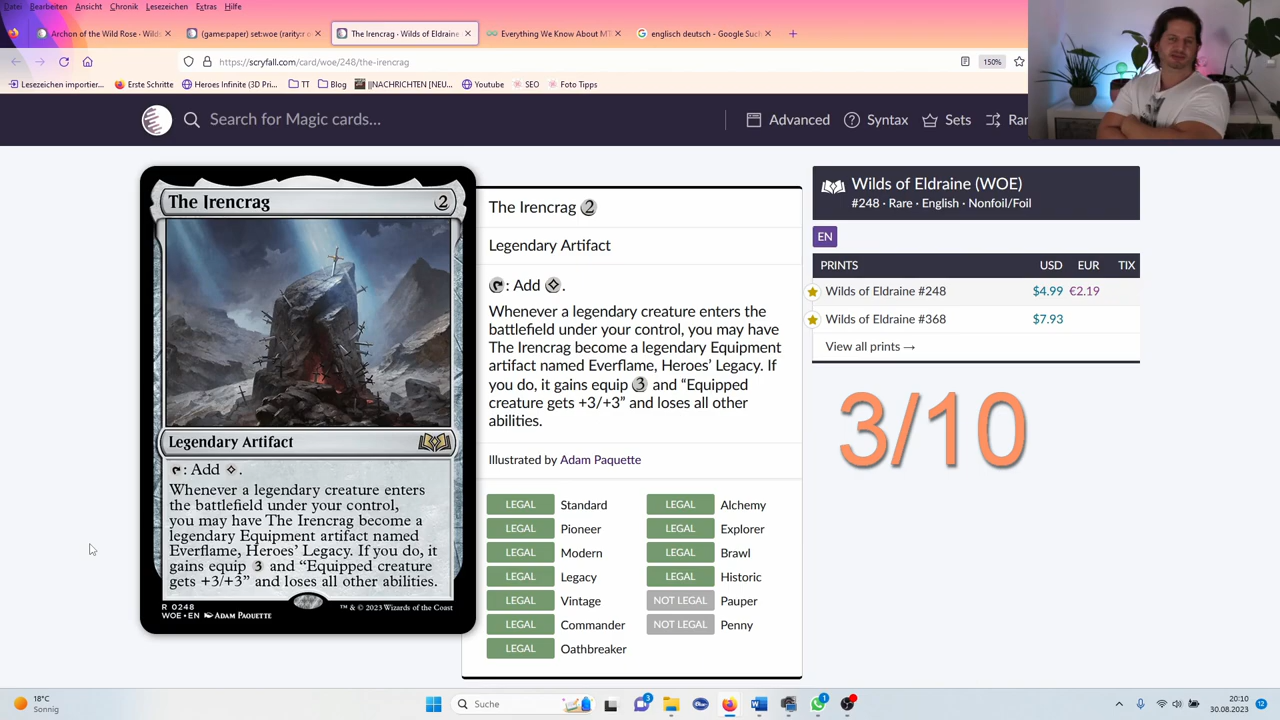 Datei Bearbeiten Ansicht Chronik Lesezeichen Extras Hilfe
Archon of the Wild Rose · Wilds (game:paper) set:woe (rarity:r o The Irencrag · Wilds of Eldraine Everything We Know About MT englisch deutsch - Google Suc
https://scryfall.com/card/woe/248/the-irencrag 150%
Lesezeichen importier... Erste Schritte Heroes Infinite (3D Pri... TT Blog ||NACHRICHTEN [NEU... Youtube SEO Foto Tipps
Search for Magic cards... Advanced Syntax Sets Ran
The Irencrag 2
Legendary Artifact
: Add .
Whenever a legendary creature enters
the battlefield under your control,
you may have The Irencrag become a
legendary Equipment artifact named
Everflame, Heroes' Legacy. If you do, it
gains equip 3 and “Equipped creature
gets +3/+3” and loses all other abilities.
R 0248
WOE • EN ADAM PAQUETTE
™ & © 2023 Wizards of the Coast
The Irencrag 2
Legendary Artifact
: Add .
Whenever a legendary creature enters the
battlefield under your control, you may have
The Irencrag become a legendary Equipment
artifact named Everflame, Heroes’ Legacy. If
you do, it gains equip 3 and “Equipped
creature gets +3/+3” and loses all other
abilities.
Illustrated by Adam Paquette
LEGAL Standard LEGAL Alchemy
LEGAL Pioneer LEGAL Explorer
LEGAL Modern LEGAL Brawl
LEGAL Legacy LEGAL Historic
LEGAL Vintage NOT LEGAL Pauper
LEGAL Commander NOT LEGAL Penny
LEGAL Oathbreaker
Wilds of Eldraine (WOE)
#248 · Rare · English · Nonfoil/Foil
EN
PRINTS USD EUR TIX
Wilds of Eldraine #248 $4.99 €2.19
Wilds of Eldraine #368 $7.93
View all prints →
3/10
18°C
Sonnig
Suche
3
1
20:10
30.08.2023
12